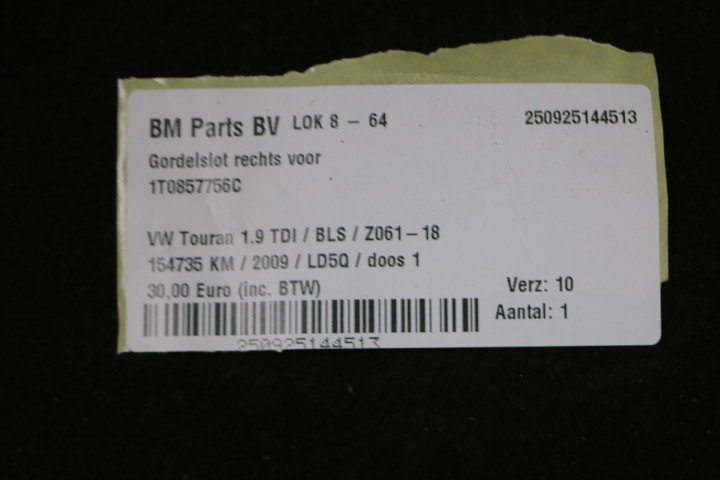 BM Parts BV LOK 8 – 64 250925144513
Gordelslot rechts voor
1T0857756C
VW Touran 1.9 TDI / BLS / Z061-18
154735 KM / 2009 / LD5Q / doos 1
30,00 Euro (inc. BTW) Verz: 10
Aantal: 1
250925144513